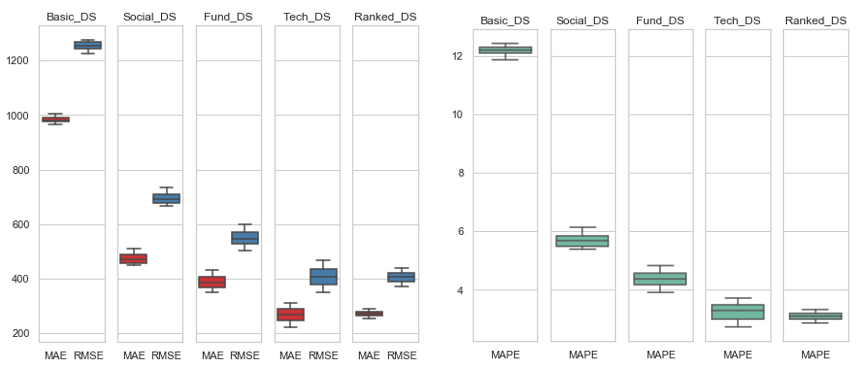 Basic_DS Social_DS Fund_DS Tech_DS Ranked_DS
1200
1000
800
600
400
200
MAE RMSE MAE RMSE MAE RMSE MAE RMSE MAE RMSE
Basic_DS Social_DS Fund_DS Tech_DS Ranked_DS
12
10
8
6
4
MAPE MAPE MAPE MAPE MAPE